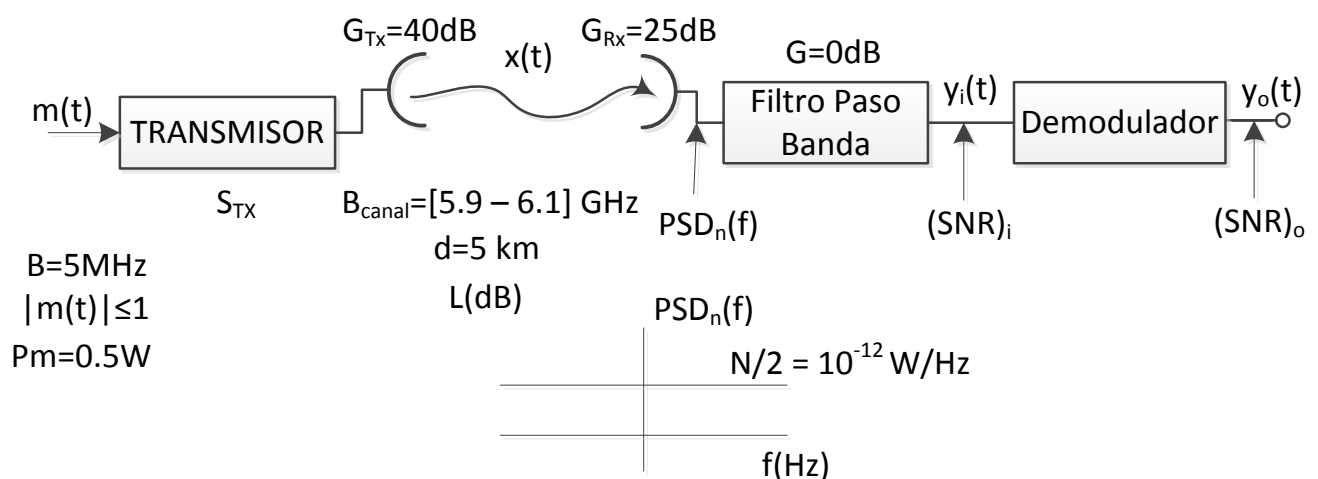 G_Tx=40dB
G_Rx=25dB
x(t)
G=0dB
m(t)
TRANSMISOR
Filtro Paso
Banda
y_i(t)
Demodulador
y_o(t)
S_TX
B_canal=[5.9 – 6.1] GHz
d=5 km
L(dB)
PSD_n(f)
(SNR)_i
(SNR)_o
B=5MHz
|m(t)|≤1
Pm=0.5W
PSD_n(f)
N/2 = 10^-12 W/Hz
f(Hz)